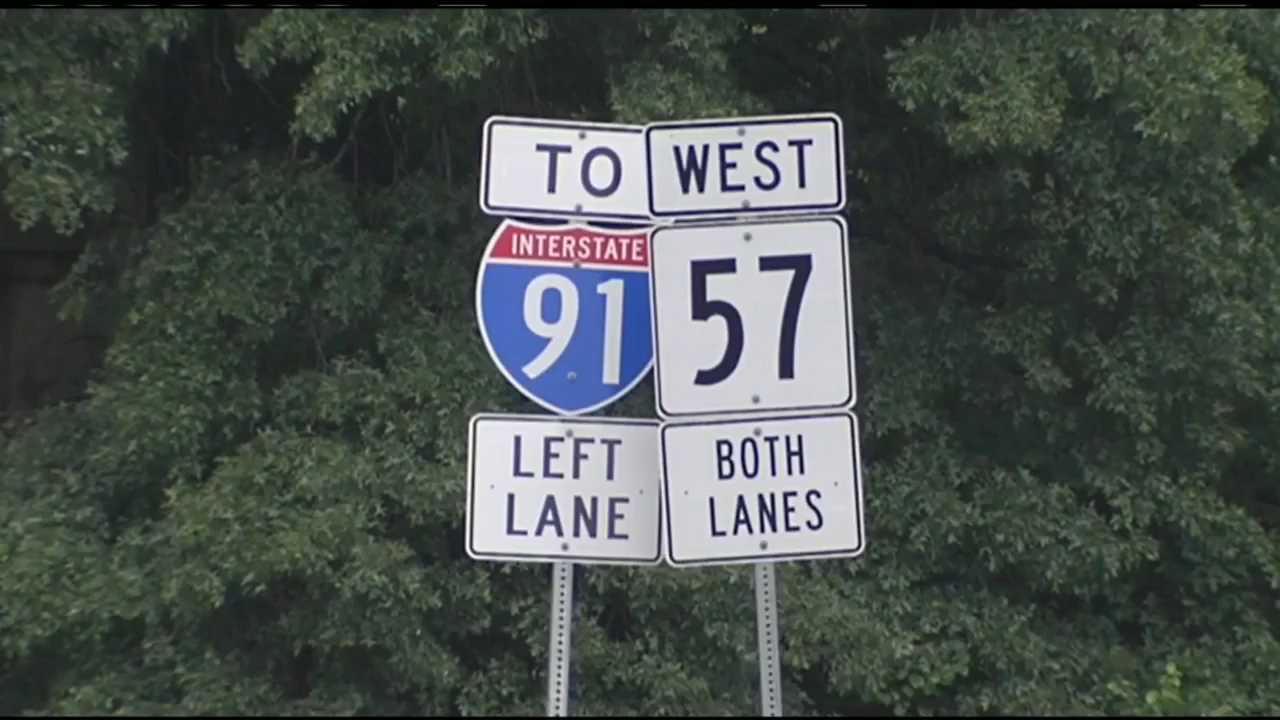 TO
INTERSTATE
91
LEFT
LANE
WEST
57
BOTH
LANES